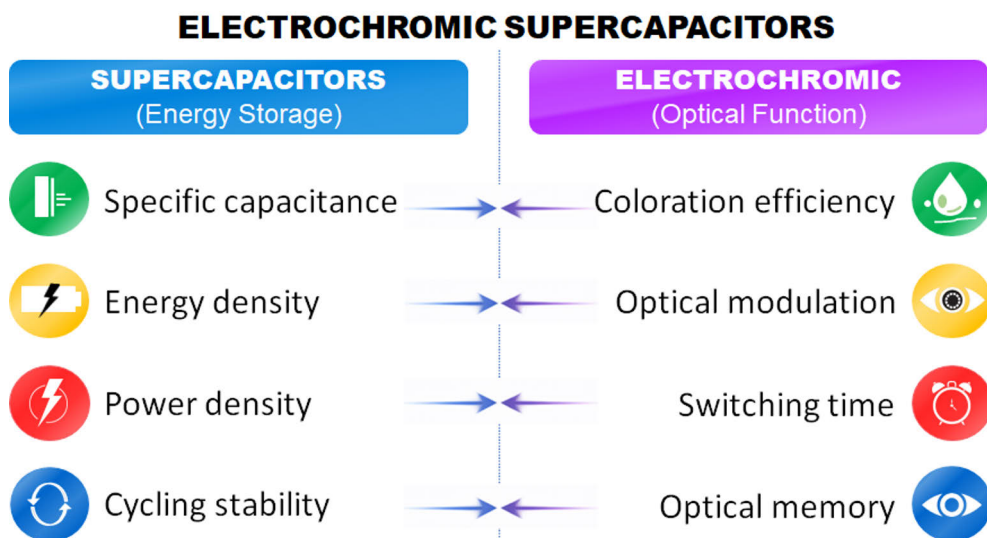 ELECTROCHROMIC SUPERCAPACITORS
SUPERCAPACITORS
(Energy Storage)
ELECTROCHROMIC
(Optical Function)
Specific capacitance
Coloration efficiency
Energy density
Optical modulation
Power density
Switching time
Cycling stability
Optical memory